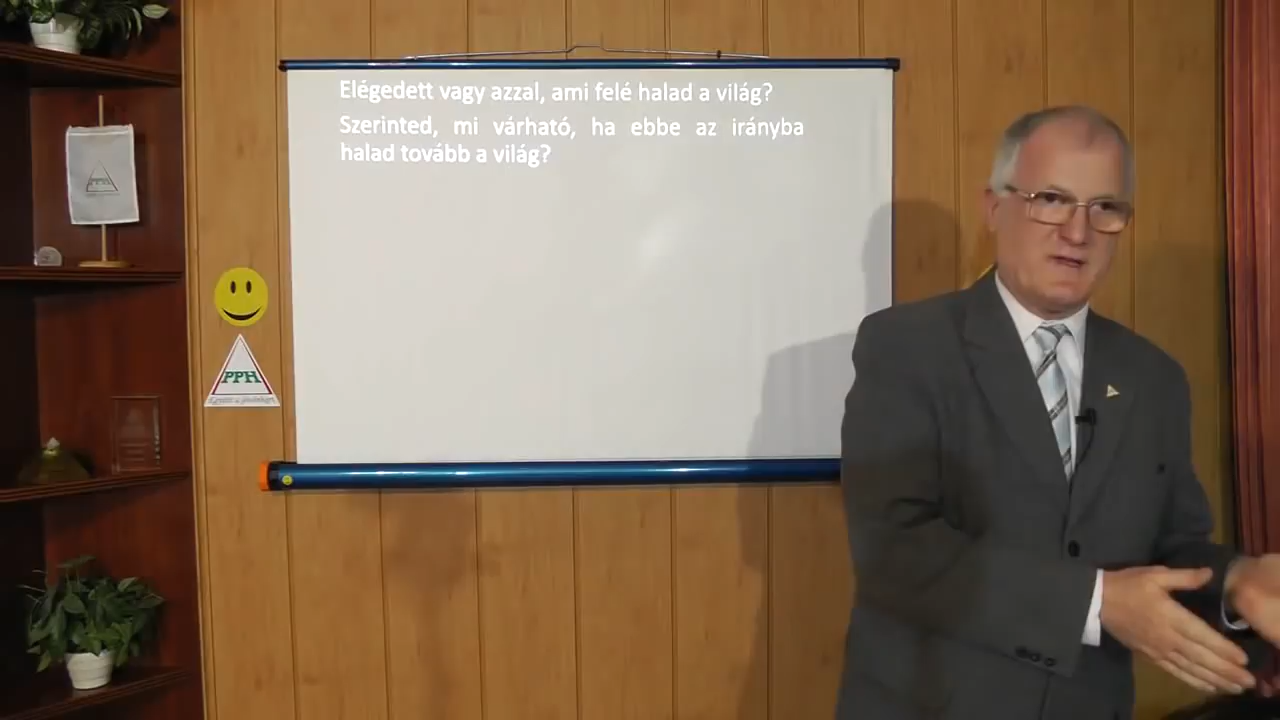 Elégedett vagy azzal, ami felé halad a világ?
Szerinted, mi várható, ha ebbe az irányba
halad tovább a világ?
PPH